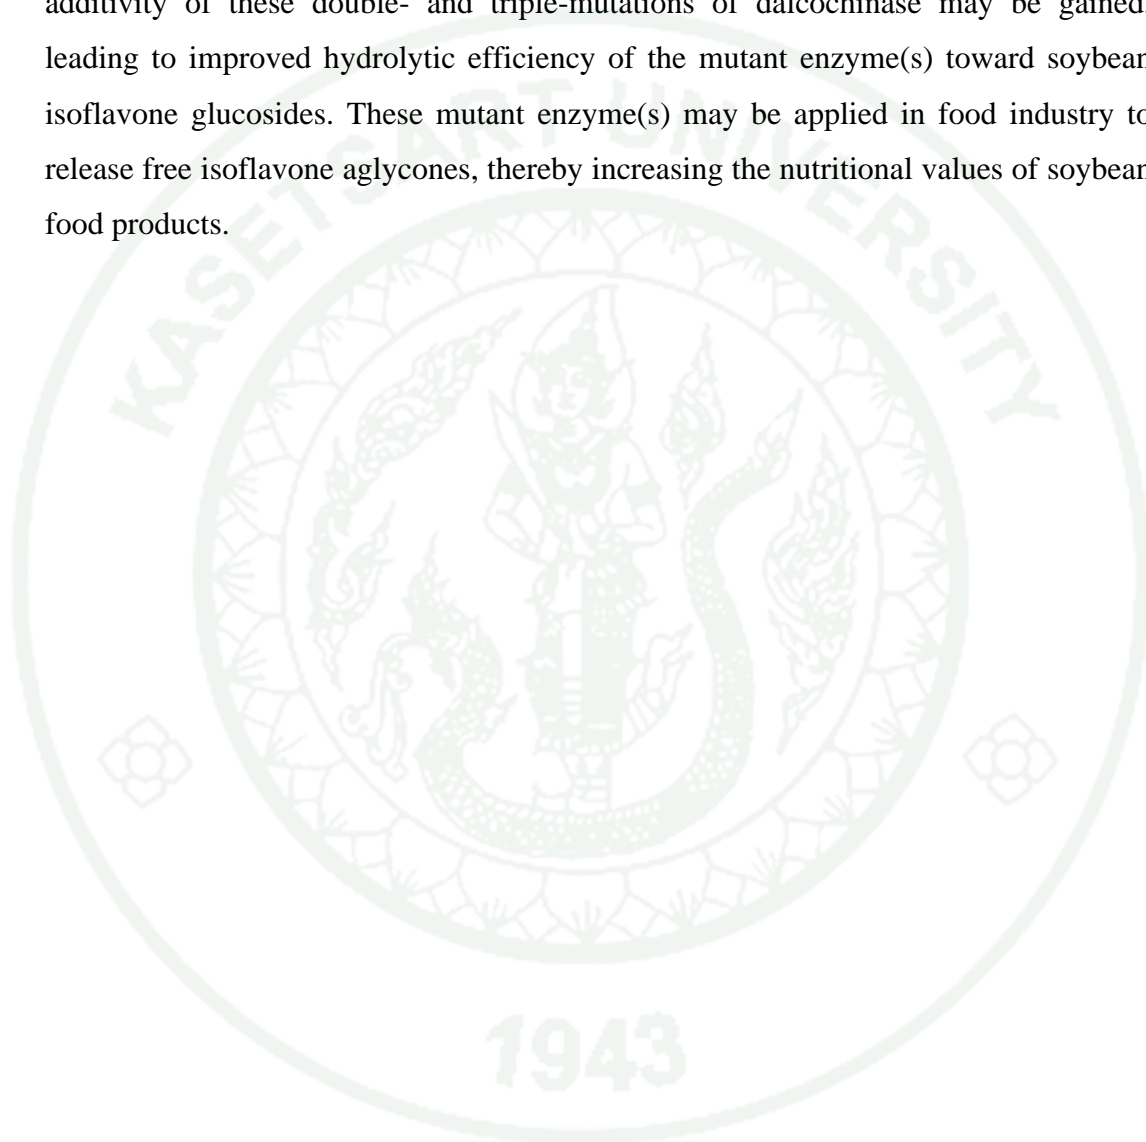 additivity of these double- and triple-mutations of dalcochinase may be gained,
leading to improved hydrolytic efficiency of the mutant enzyme(s) toward soybean
isoflavone glucosides. These mutant enzyme(s) may be applied in food industry to
release free isoflavone aglycones, thereby increasing the nutritional values of soybean
food products.
KASETSART UNIVERSITY
1943